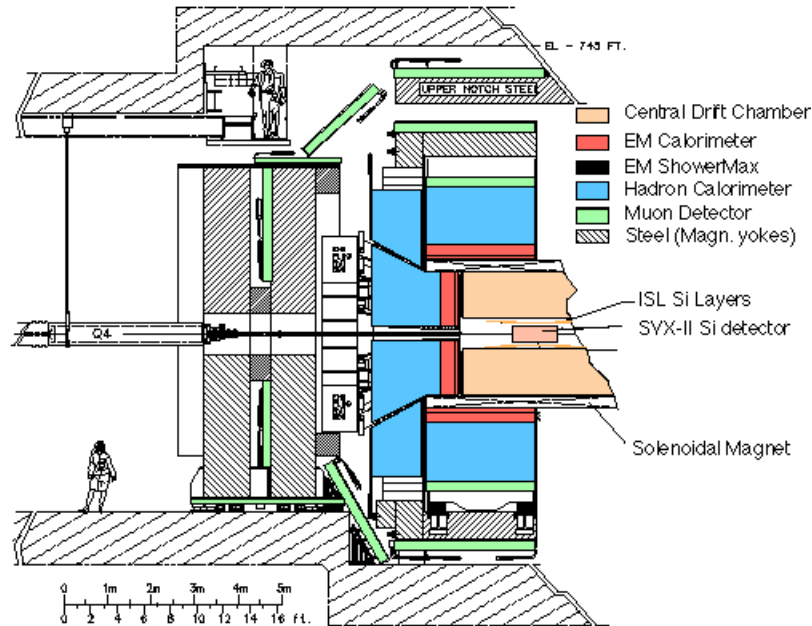 EL - 743 FT.
UPPER NOTCH STEEL
Central Drift Chamber
EM Calorimeter
EM ShowerMax
Hadron Calorimeter
Muon Detector
Steel (Magn. yokes)
ISL Si Layers
SVX-II Si detector
Q4
Solenoidal Magnet
0 1m 2m 3m 4m 5m
0 2 4 6 8 10 12 14 16 ft.